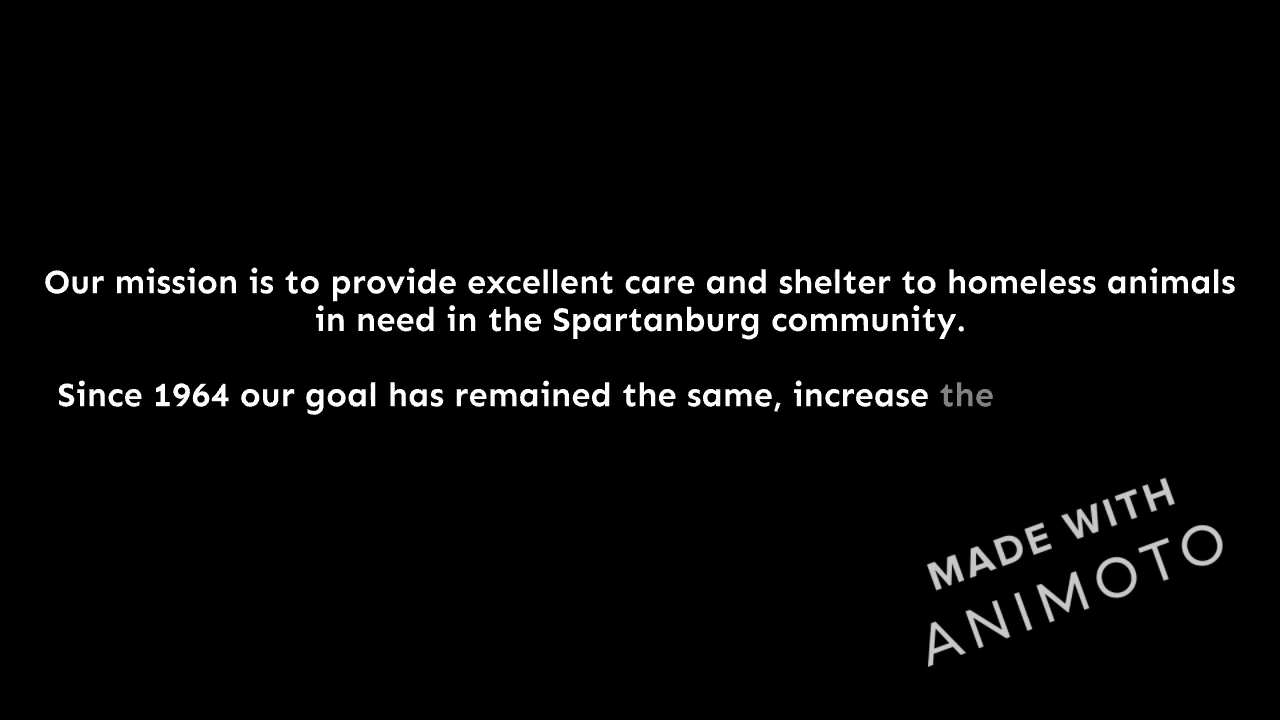 Our mission is to provide excellent care and shelter to homeless animals
in need in the Spartanburg community.
Since 1964 our goal has remained the same, increase the
MADE WITH
ANIMOTO